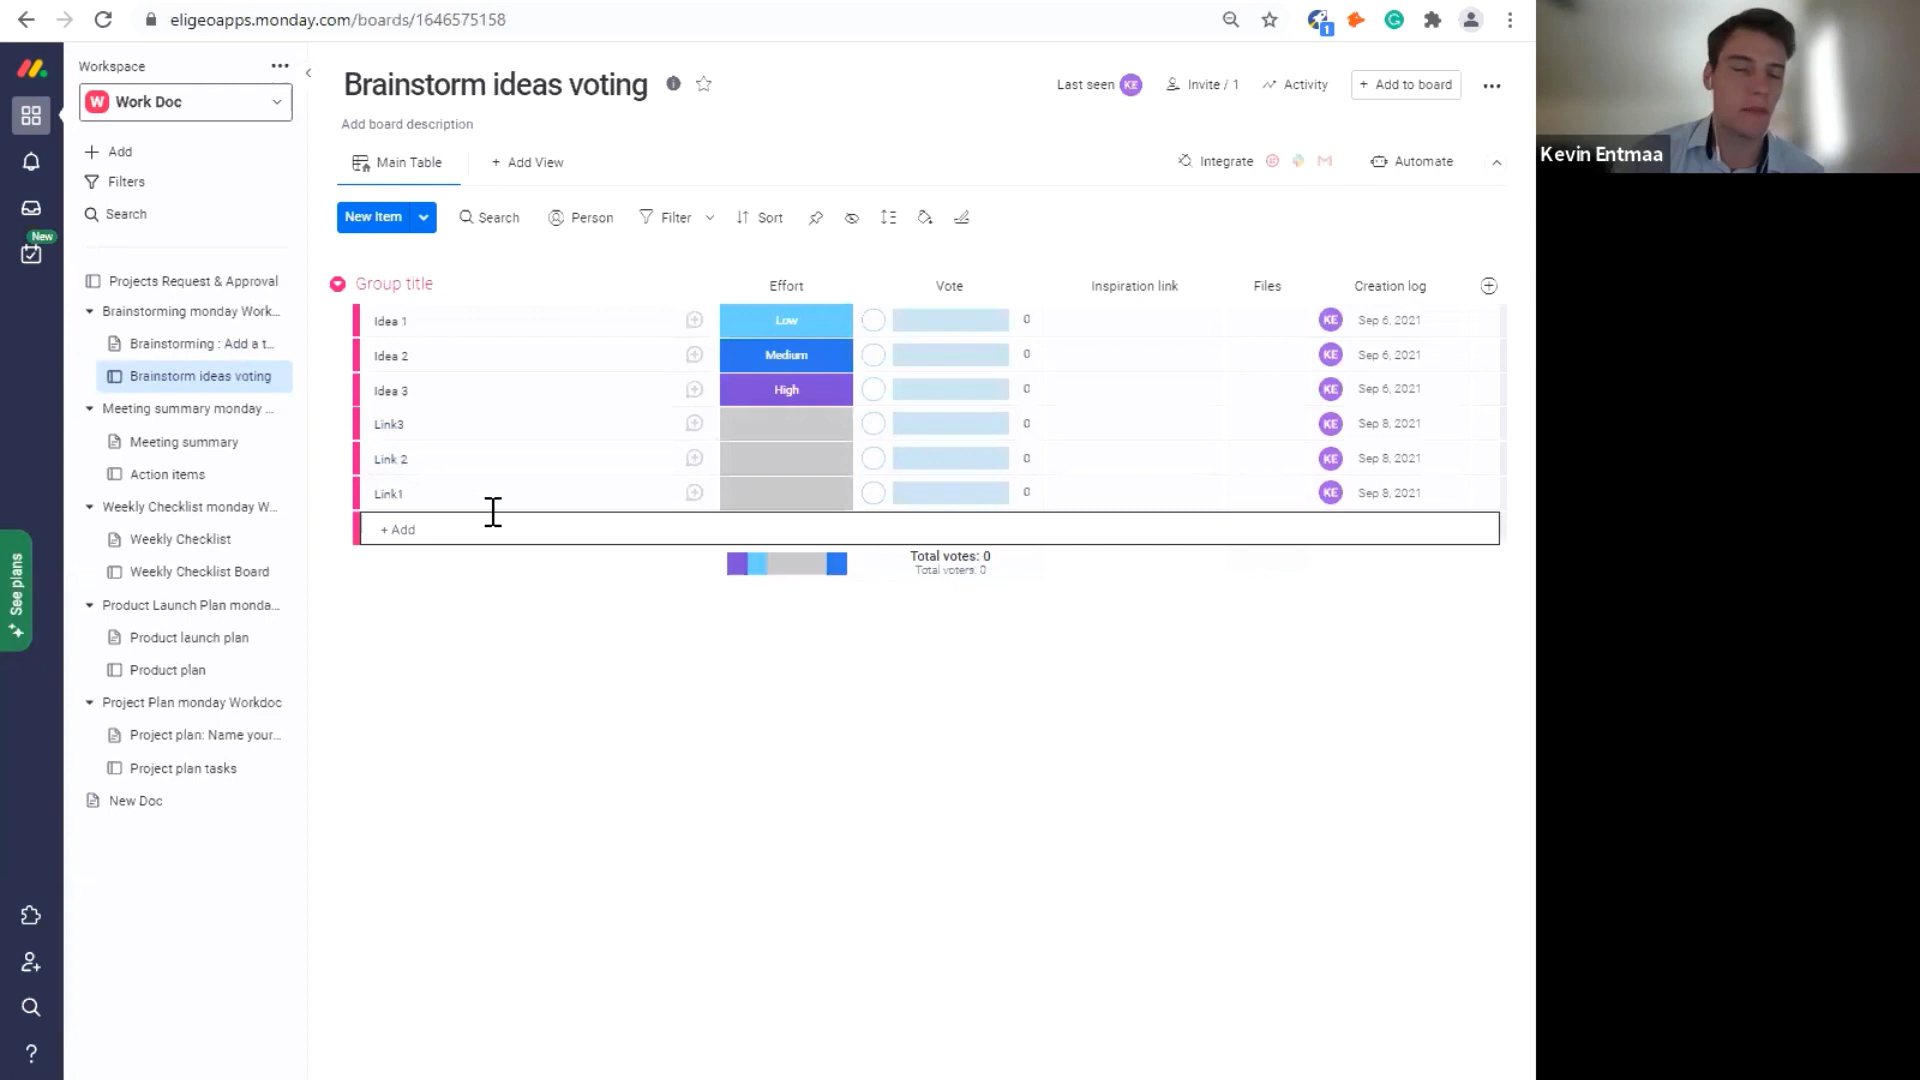 eligeoapps.monday.com/boards/1646575158
1
Workspace
W Work Doc
Add
Filters
Search
New
Projects Request & Approval
Brainstorming monday Work...
Brainstorming : Add a t...
Brainstorm ideas voting
Meeting summary monday ...
Meeting summary
Action items
Weekly Checklist monday W...
Weekly Checklist
Weekly Checklist Board
Product Launch Plan monda...
Product launch plan
Product plan
Project Plan monday Workdoc
Project plan: Name your...
Project plan tasks
New Doc
See plans
Brainstorm ideas voting
Last seen KE
Invite / 1
Activity
+ Add to board
Add board description
Main Table
+ Add View
Integrate
Automate
New Item
Search
Person
Filter
Sort
Group title
Effort
Vote
Inspiration link
Files
Creation log
Idea 1 Low 0 KE Sep 6, 2021
Idea 2 Medium 0 KE Sep 6, 2021
Idea 3 High 0 KE Sep 6, 2021
Link3 0 KE Sep 8, 2021
Link 2 0 KE Sep 8, 2021
Link1 0 KE Sep 8, 2021
+ Add
Total votes: 0
Total voters: 0
Kevin Entmaa